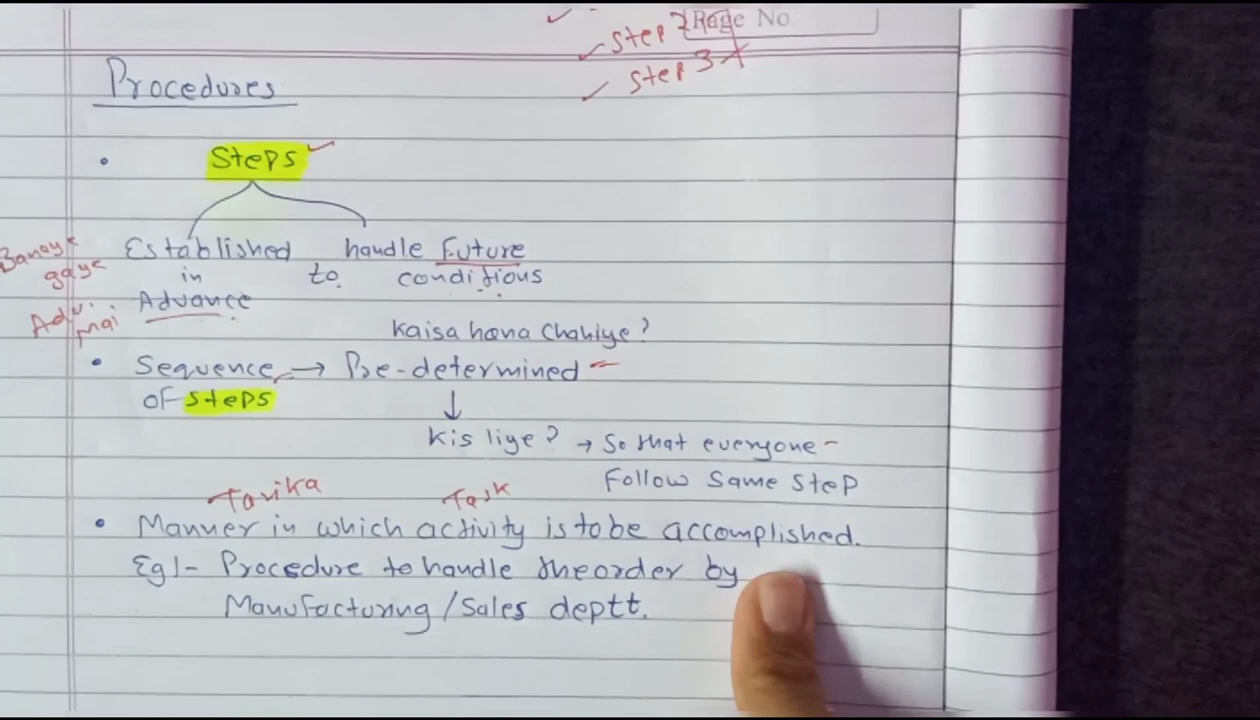 Step 2 Page No.
Step 3
Procedures
• Steps
Established handle Future
in to conditions
Advance
Banaye
gaye
Adv.
mai
Kaisa hona Chahiye?
• Sequence → Pre-determined
of steps
↓
Kis liye? → So that everyone
Follow Same Step
Tarika Task
• Manner in which activity is to be accomplished.
Eg1- Procedure to handle the order by
Manufacturing/Sales deptt.